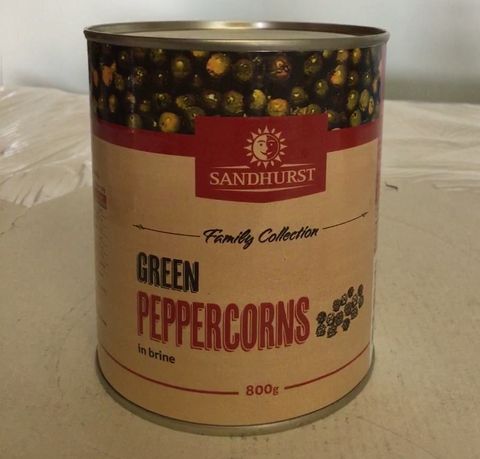 SANDHURST
Family Collection
GREEN
PEPPERCORNS
in brine
800g